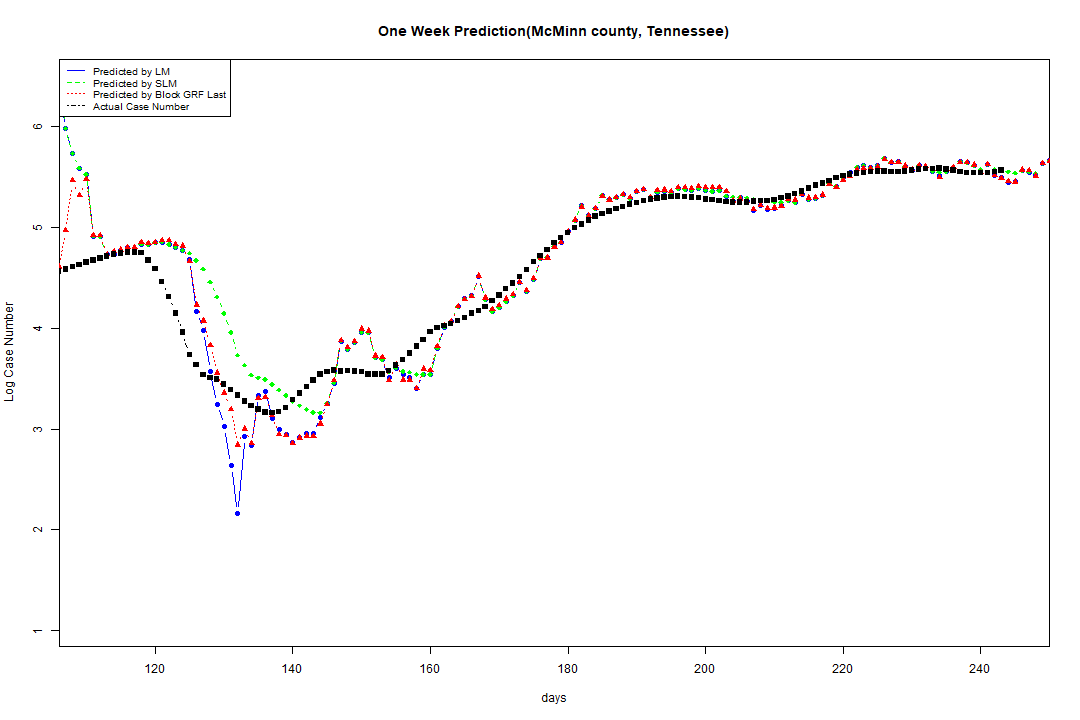 One Week Prediction(McMinn county, Tennessee)
Predicted by LM
Predicted by SLM
Predicted by Block GRF Last
Actual Case Number
6
5
4
3
2
1
Log Case Number
120 140 160 180 200 220 240
days